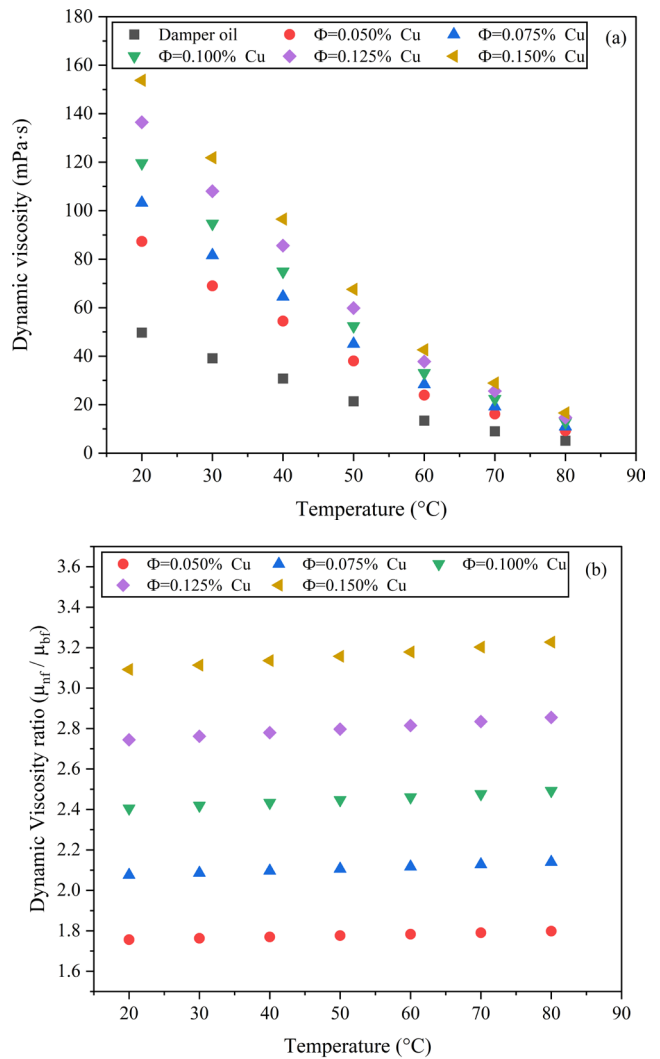 Damper oil Φ=0.050% Cu Φ=0.075% Cu (a)
Φ=0.100% Cu Φ=0.125% Cu Φ=0.150% Cu
180
160
140
120
100
80
60
40
20
0
Dynamic viscosity (mPa·s)
20 30 40 50 60 70 80 90
Temperature (°C)
Φ=0.050% Cu Φ=0.075% Cu Φ=0.100% Cu (b)
Φ=0.125% Cu Φ=0.150% Cu
3.6
3.4
3.2
3.0
2.8
2.6
2.4
2.2
2.0
1.8
1.6
Dynamic Viscosity ratio (μnf / μbf)
20 30 40 50 60 70 80 90
Temperature (°C)